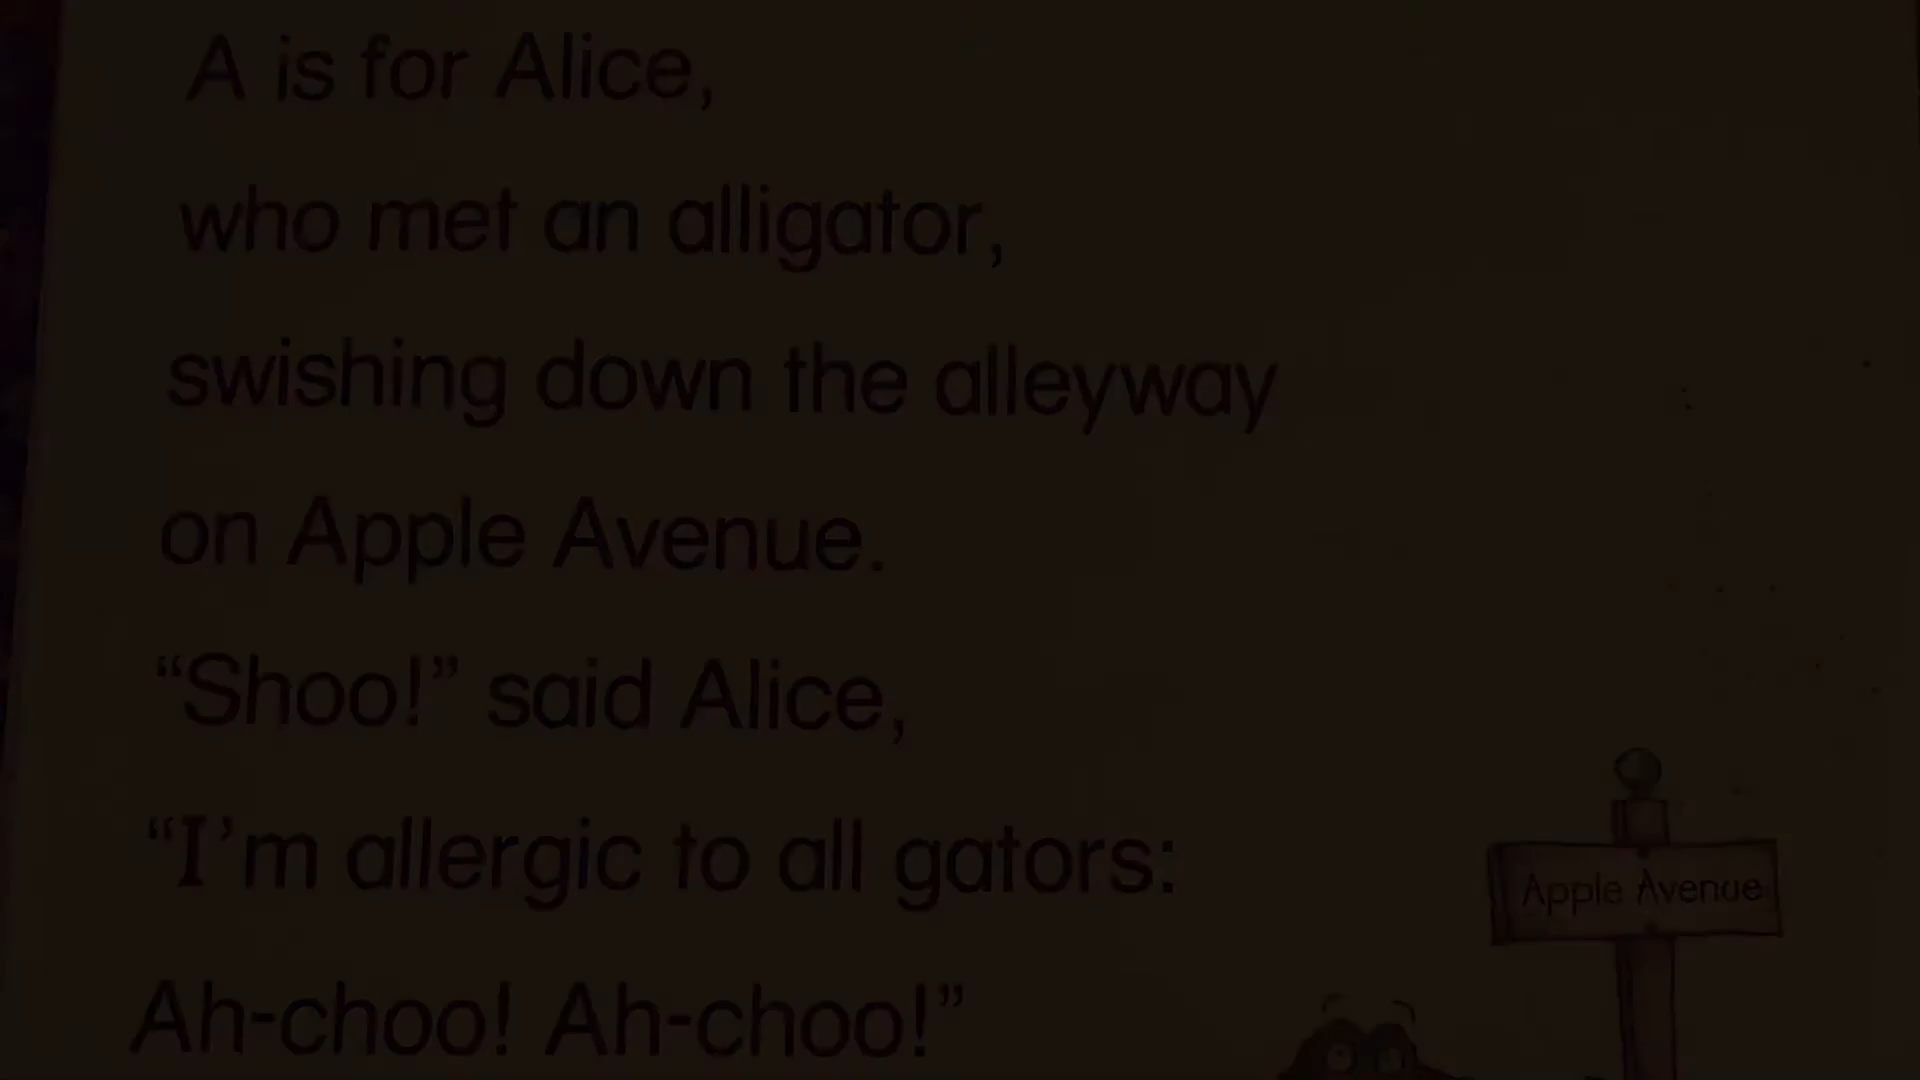 A is for Alice,
who met an alligator,
swishing down the alleyway
on Apple Avenue.
“Shoo!” said Alice,
“I’m allergic to all gators:
Ah-choo! Ah-choo!”
Apple Avenue